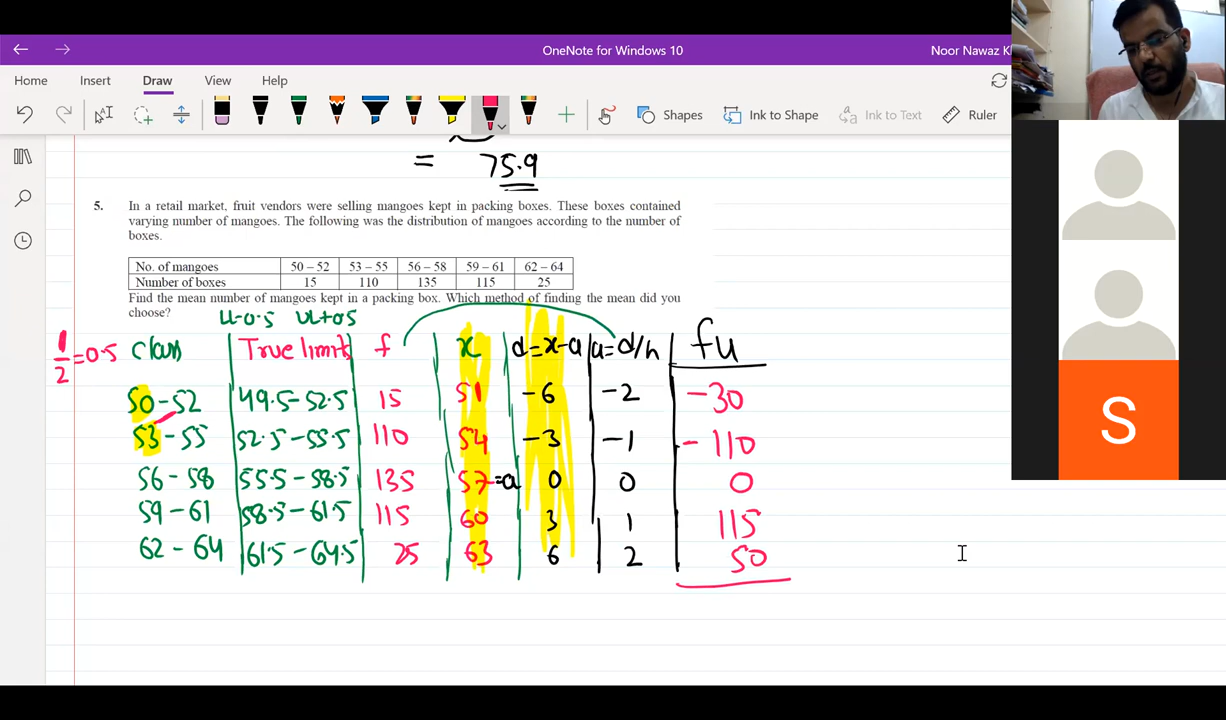 OneNote for Windows 10
Noor Nawaz K
Home Insert Draw View Help
Shapes Ink to Shape Ink to Text Ruler
= 75.9
5. In a retail market, fruit vendors were selling mangoes kept in packing boxes. These boxes contained
varying number of mangoes. The following was the distribution of mangoes according to the number of
boxes.
No. of mangoes 50 – 52 53 – 55 56 – 58 59 – 61 62 – 64
Number of boxes 15 110 135 115 25
Find the mean number of mangoes kept in a packing box. Which method of finding the mean did you
choose?
LL-0.5 UL+0.5
1/2 = 0.5 Class True limits f x d=x-a u=d/h fu
50-52 49.5-52.5 15 51 -6 -2 -30
53-55 52.5-55.5 110 54 -3 -1 -110
56-58 55.5-58.5 135 57=a 0 0 0
59-61 58.5-61.5 115 60 3 1 115
62-64 61.5-64.5 25 63 6 2 50
S